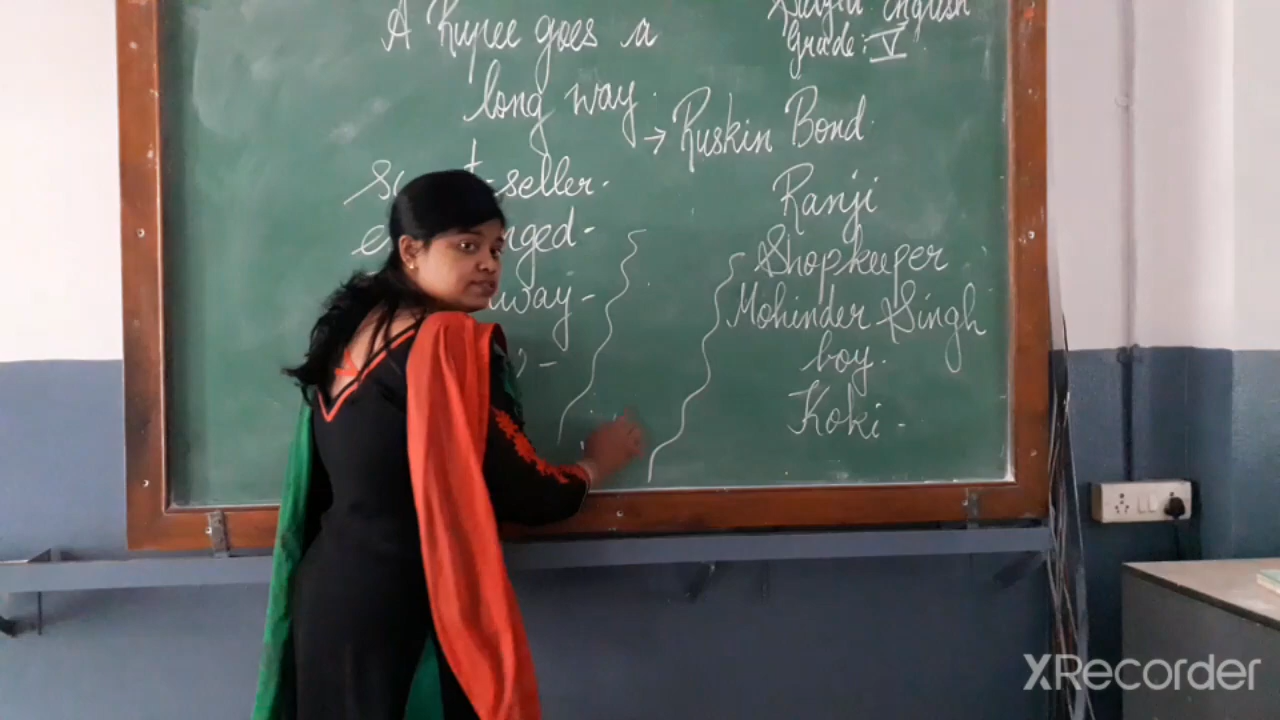 A Rupee goes a
long way.
English
Grade: V
→ Ruskin Bond.
-seller.
Ranji
Shopkeeper
Mohinder Singh
boy.
Koki -
XRecorder